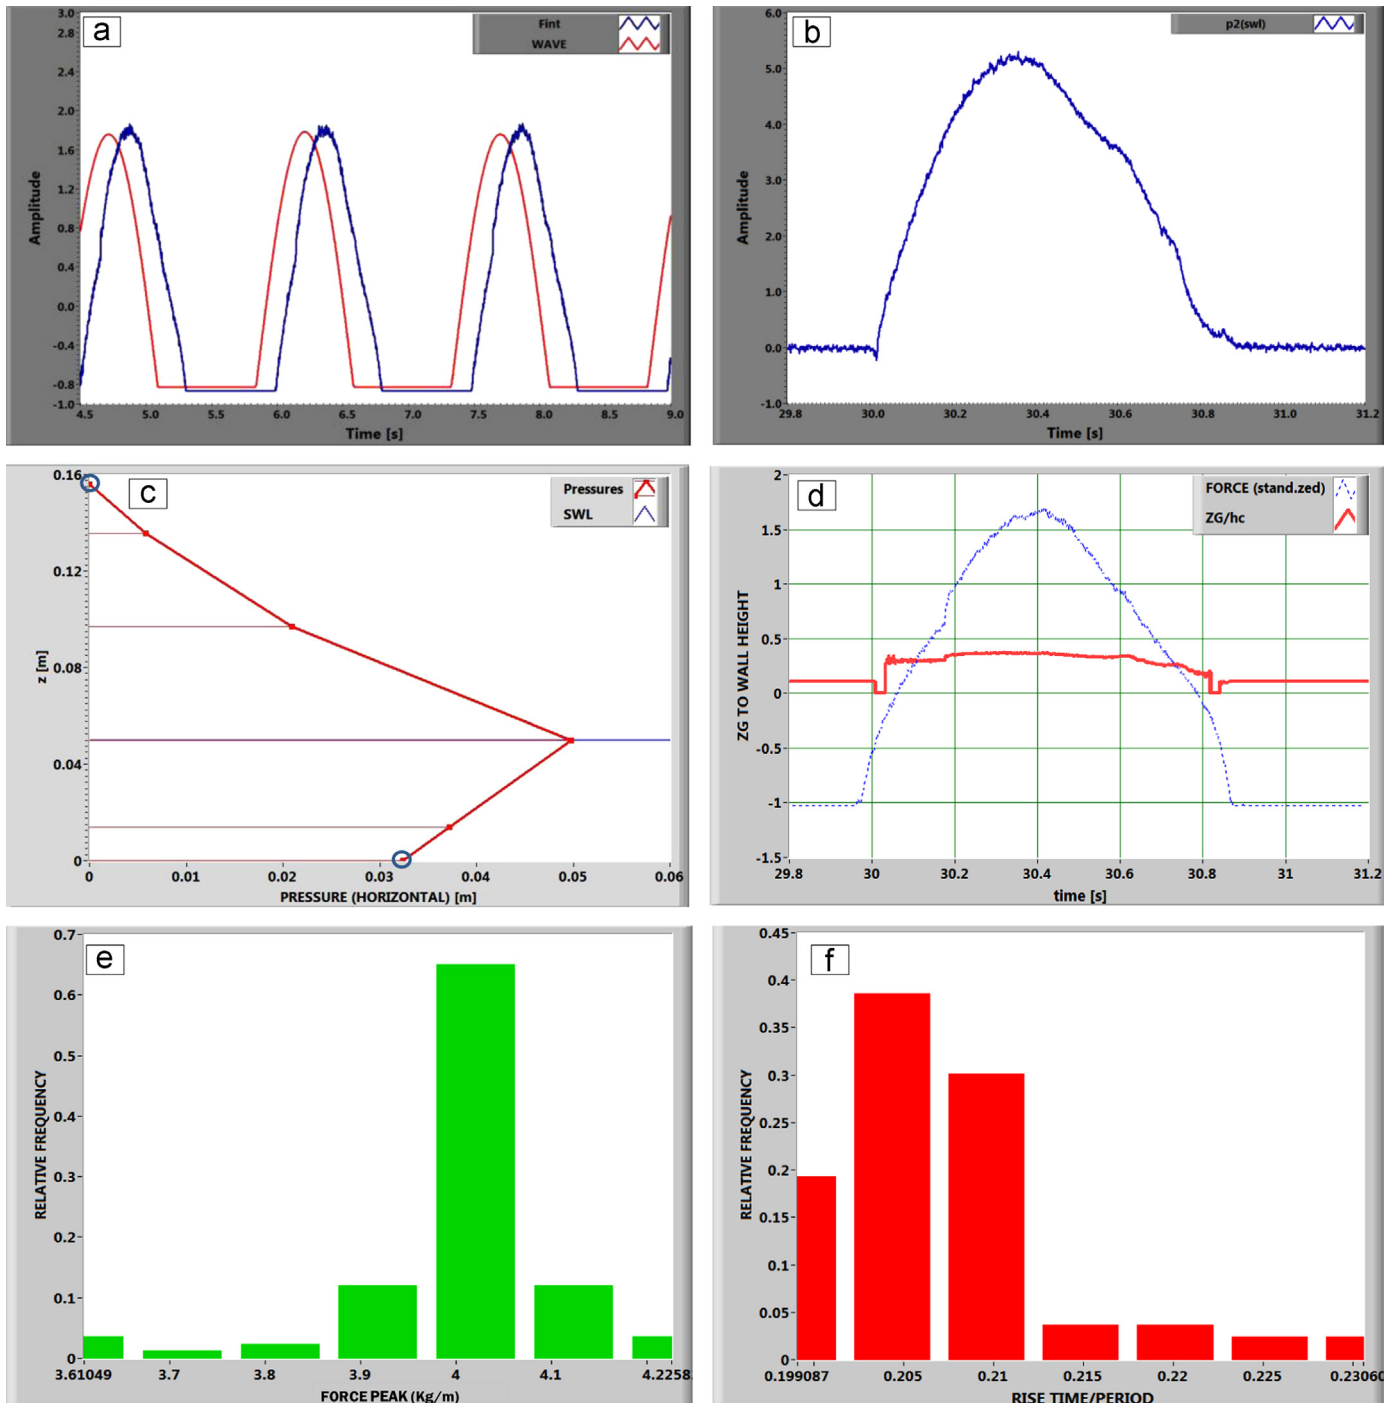 a
Fint
WAVE
3.0
2.8
2.4
2.0
1.6
1.2
0.8
0.4
0.0
-0.4
-0.8
-1.0
Amplitude
4.5 5.0 5.5 6.0 6.5 7.0 7.5 8.0 8.5 9.0
Time [s]
b
p2(swl)
6.0
5.0
4.0
3.0
2.0
1.0
0.0
-1.0
Amplitude
29.8 30.0 30.2 30.4 30.6 30.7 31.0 31.2
Time [s]
c
Pressures
SWL
0.16
0.12
0.08
0.04
0
z [m]
0 0.01 0.02 0.03 0.04 0.05 0.06
PRESSURE (HORIZONTAL) [m]
d
FORCE (stand.zed)
ZG/hc
2
1.5
1
0.5
0
-0.5
-1
-1.5
ZG TO WALL HEIGHT
29.8 30 30.2 30.4 30.6 30.8 31 31.2
time [s]
e
0.7
0.6
0.5
0.4
0.3
0.2
0.1
0
RELATIVE FREQUENCY
3.61049 3.7 3.8 3.9 4 4.1 4.2258
FORCE PEAK (Kg/m)
f
0.45
0.4
0.35
0.3
0.25
0.2
0.15
0.1
0.05
0
RELATIVE FREQUENCY
0.199087 0.205 0.21 0.215 0.22 0.225 0.2306
RISE TIME/PERIOD